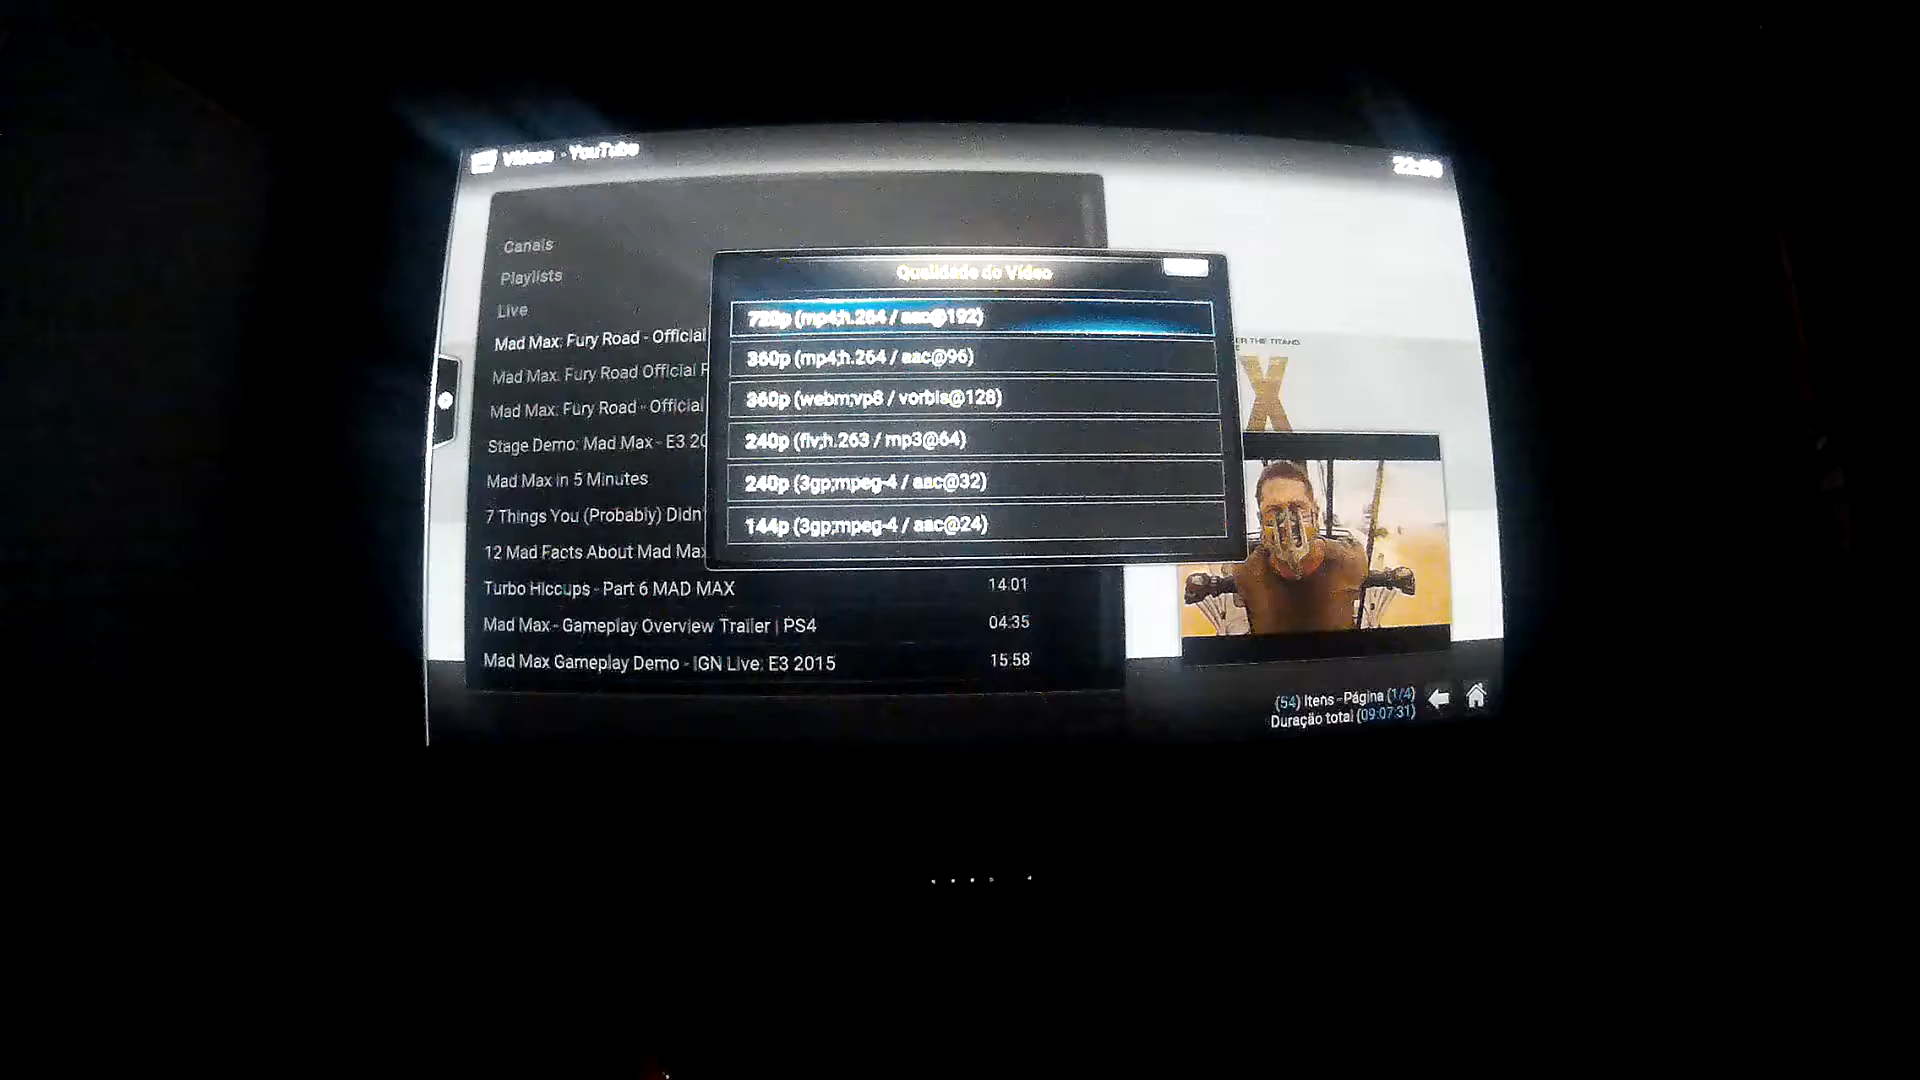 Vídeos - YouTube
Canais
Playlists
Live
Mad Max: Fury Road - Official
Mad Max: Fury Road Official
Mad Max: Fury Road - Official
Stage Demo: Mad Max - E3 20
Mad Max in 5 Minutes
7 Things You (Probably) Didn'
12 Mad Facts About Mad Max
Turbo Hiccups - Part 6 MAD MAX 14:01
Mad Max - Gameplay Overview Trailer | PS4 04:35
Mad Max Gameplay Demo - IGN Live: E3 2015 15:58
Qualidade do Vídeo
720p (mp4;h.264 / aac@192)
360p (mp4;h.264 / aac@96)
360p (webm;vp8 / vorbis@128)
240p (flv;h.263 / mp3@64)
240p (3gp;mpeg-4 / aac@32)
144p (3gp;mpeg-4 / aac@24)
THE TITANS
X
(54) Itens - Página (1/4)
Duração total (09:07:31)